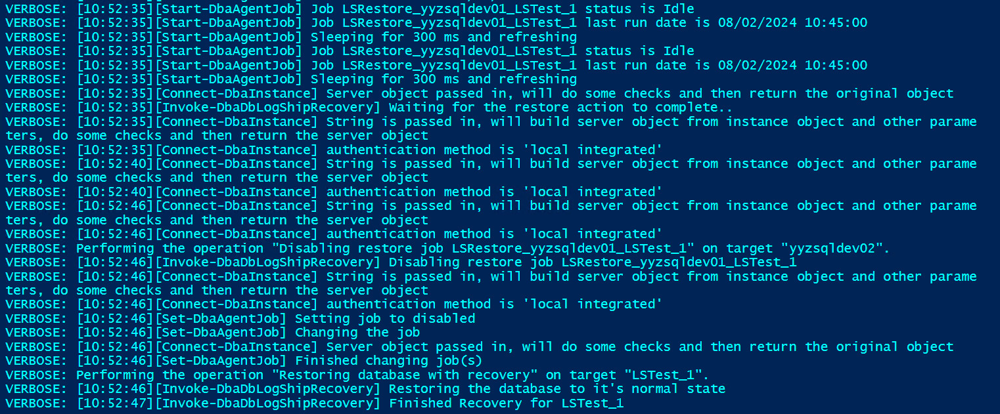 VERBOSE: [10:52:35][Start-DbaAgentJob] Job LSRestore_yyzsqldev01_LSTest_1 status is Idle
VERBOSE: [10:52:35][Start-DbaAgentJob] Job LSRestore_yyzsqldev01_LSTest_1 last run date is 08/02/2024 10:45:00
VERBOSE: [10:52:35][Start-DbaAgentJob] Sleeping for 300 ms and refreshing
VERBOSE: [10:52:35][Start-DbaAgentJob] Job LSRestore_yyzsqldev01_LSTest_1 status is Idle
VERBOSE: [10:52:35][Start-DbaAgentJob] Job LSRestore_yyzsqldev01_LSTest_1 last run date is 08/02/2024 10:45:00
VERBOSE: [10:52:35][Start-DbaAgentJob] Sleeping for 300 ms and refreshing
VERBOSE: [10:52:35][Connect-DbaInstance] Server object passed in, will do some checks and then return the original object
VERBOSE: [10:52:35][Invoke-DbaDbLogShipRecovery] Waiting for the restore action to complete..
VERBOSE: [10:52:35][Connect-DbaInstance] String is passed in, will build server object from instance object and other parame
ters, do some checks and then return the server object
VERBOSE: [10:52:35][Connect-DbaInstance] authentication method is 'local integrated'
VERBOSE: [10:52:40][Connect-DbaInstance] String is passed in, will build server object from instance object and other parame
ters, do some checks and then return the server object
VERBOSE: [10:52:40][Connect-DbaInstance] authentication method is 'local integrated'
VERBOSE: [10:52:46][Connect-DbaInstance] String is passed in, will build server object from instance object and other parame
ters, do some checks and then return the server object
VERBOSE: [10:52:46][Connect-DbaInstance] authentication method is 'local integrated'
VERBOSE: Performing the operation "Disabling restore job LSRestore_yyzsqldev01_LSTest_1" on target "yyzsqldev02".
VERBOSE: [10:52:46][Invoke-DbaDbLogShipRecovery] Disabling restore job LSRestore_yyzsqldev01_LSTest_1
VERBOSE: [10:52:46][Connect-DbaInstance] String is passed in, will build server object from instance object and other parame
ters, do some checks and then return the server object
VERBOSE: [10:52:46][Connect-DbaInstance] authentication method is 'local integrated'
VERBOSE: [10:52:46][Set-DbaAgentJob] Setting job to disabled
VERBOSE: [10:52:46][Set-DbaAgentJob] Changing the job
VERBOSE: [10:52:46][Connect-DbaInstance] Server object passed in, will do some checks and then return the original object
VERBOSE: [10:52:46][Set-DbaAgentJob] Finished changing job(s)
VERBOSE: Performing the operation "Restoring database with recovery" on target "LSTest_1".
VERBOSE: [10:52:46][Invoke-DbaDbLogShipRecovery] Restoring the database to it's normal state
VERBOSE: [10:52:47][Invoke-DbaDbLogShipRecovery] Finished Recovery for LSTest_1